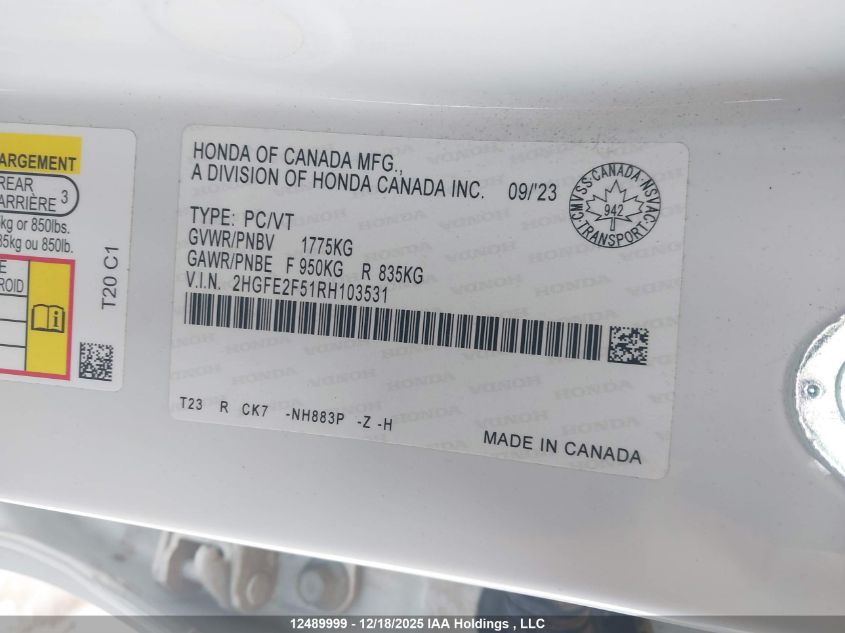 ARGEMENT
REAR
ARRIÈRE 3
kg or 850lbs.
85kg ou 850lb.
E
ROID
T20 C1
HONDA OF CANADA MFG.,
A DIVISION OF HONDA CANADA INC. 09/'23
CMVSS·CANADA·NSVAC·TRANSPORT·
942
TYPE: PC/VT
GVWR/PNBV 1775KG
GAWR/PNBE F 950KG R 835KG
V.I.N. 2HGFE2F51RH103531
T23 R CK7 -NH883P -Z -H
MADE IN CANADA
12489999 - 12/18/2025 IAA Holdings , LLC